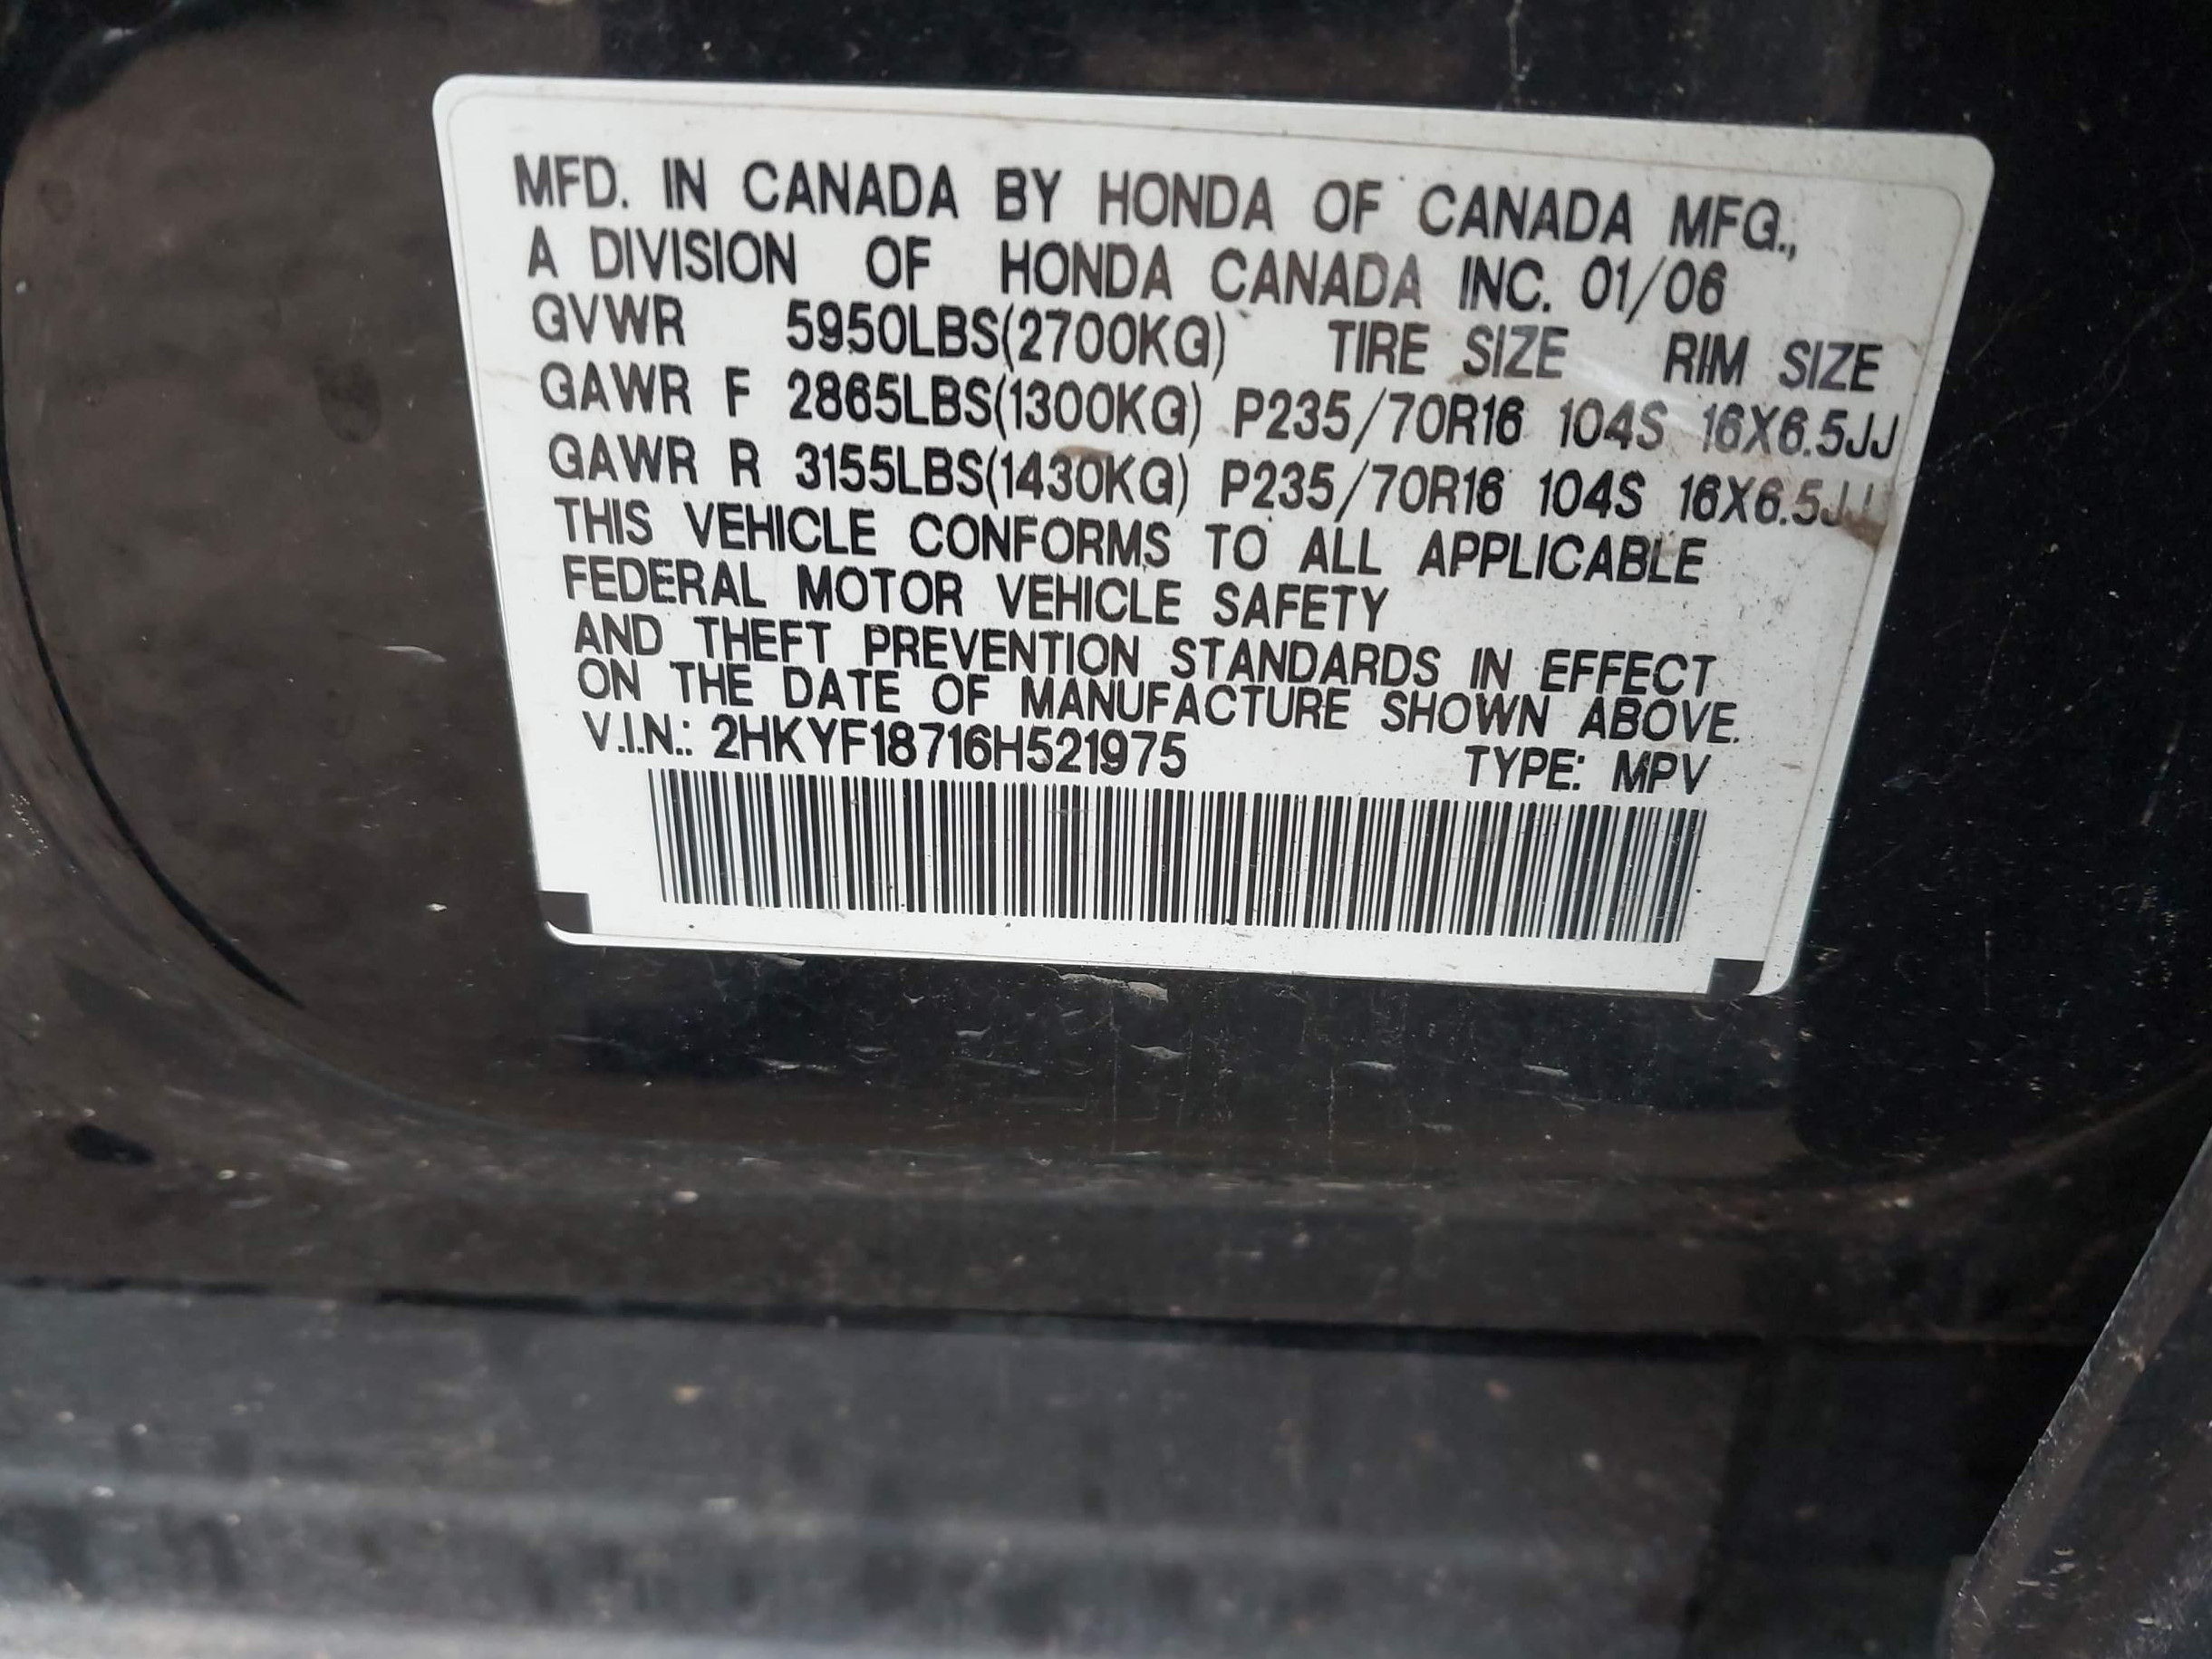 MFD. IN CANADA BY HONDA OF CANADA MFG.,
A DIVISION OF HONDA CANADA INC. 01/06
GVWR 5950LBS(2700KG) TIRE SIZE RIM SIZE
GAWR F 2865LBS(1300KG) P235/70R16 104S 16X6.5JJ
GAWR R 3155LBS(1430KG) P235/70R16 104S 16X6.5JJ
THIS VEHICLE CONFORMS TO ALL APPLICABLE
FEDERAL MOTOR VEHICLE SAFETY
AND THEFT PREVENTION STANDARDS IN EFFECT
ON THE DATE OF MANUFACTURE SHOWN ABOVE.
V.I.N.: 2HKYF18716H521975 TYPE: MPV